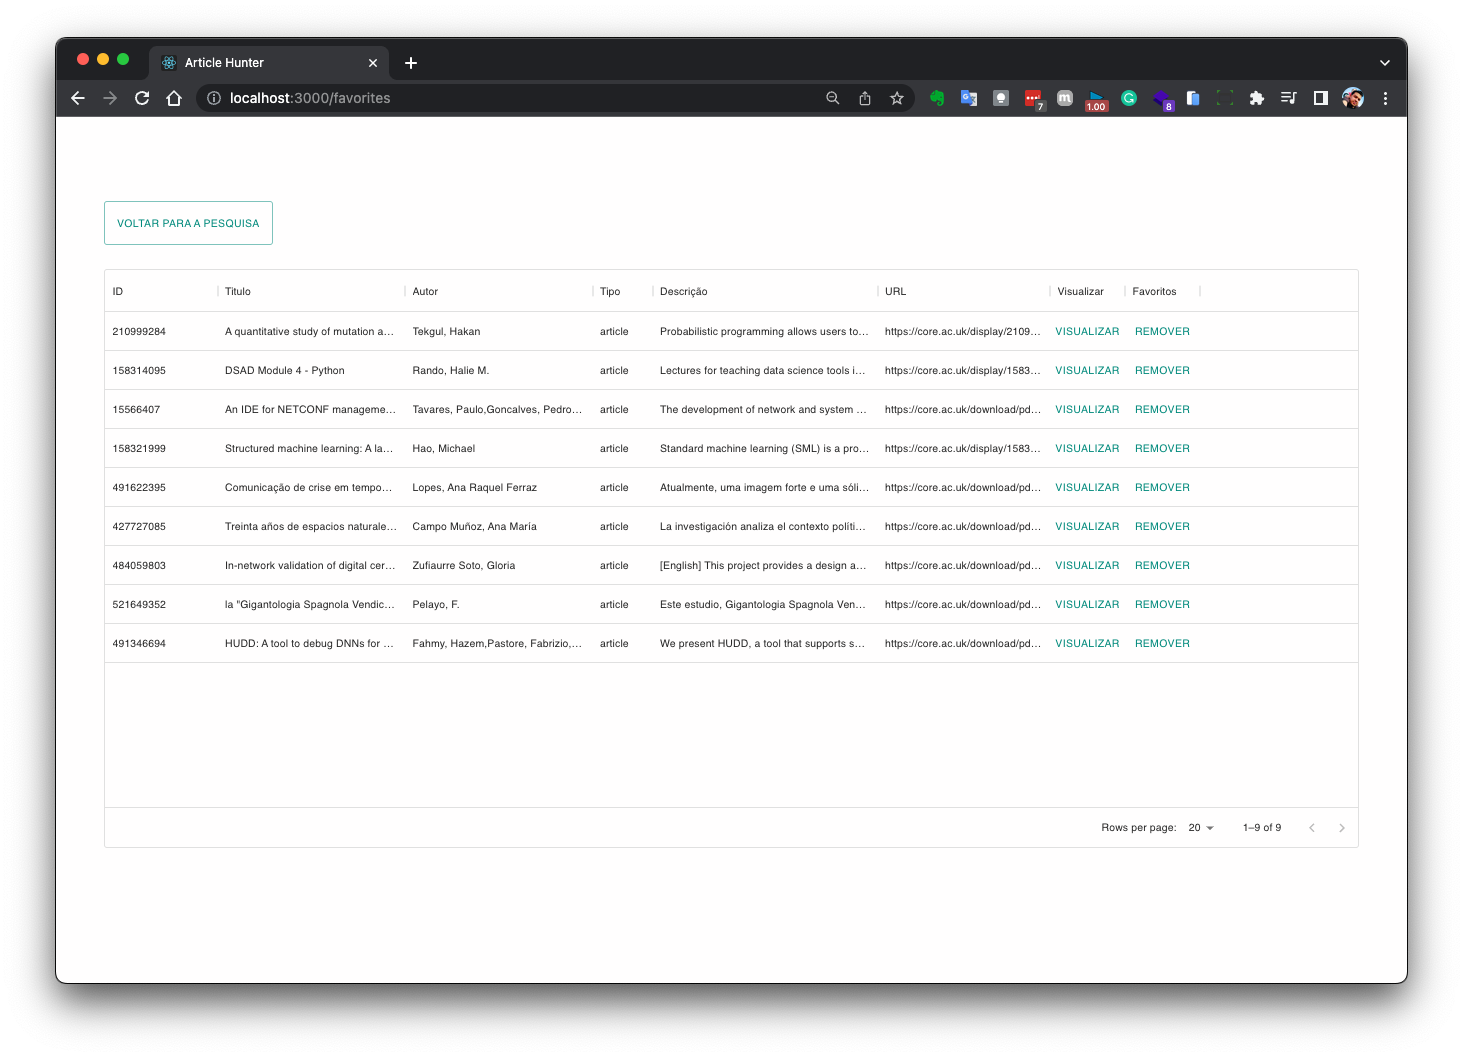 Article Hunter
localhost:3000/favorites
7
m
1.00
G
8
VOLTAR PARA A PESQUISA
ID Titulo Autor Tipo Descrição URL Visualizar Favoritos
210999284 A quantitative study of mutation a... Tekgul, Hakan article Probabilistic programming allows users to... https://core.ac.uk/display/2109... VISUALIZAR REMOVER
158314095 DSAD Module 4 - Python Rando, Halie M. article Lectures for teaching data science tools i... https://core.ac.uk/display/1583... VISUALIZAR REMOVER
15566407 An IDE for NETCONF manageme... Tavares, Paulo,Goncalves, Pedro... article The development of network and system ... https://core.ac.uk/download/pd... VISUALIZAR REMOVER
158321999 Structured machine learning: A la... Hao, Michael article Standard machine learning (SML) is a pro... https://core.ac.uk/display/1583... VISUALIZAR REMOVER
491622395 Comunicação de crise em tempo... Lopes, Ana Raquel Ferraz article Atualmente, uma imagem forte e uma sóli... https://core.ac.uk/download/pd... VISUALIZAR REMOVER
427727085 Treinta años de espacios naturale... Campo Muñoz, Ana María article La investigación analiza el contexto políti... https://core.ac.uk/download/pd... VISUALIZAR REMOVER
484059803 In-network validation of digital cer... Zufiaurre Soto, Gloria article [English] This project provides a design a... https://core.ac.uk/download/pd... VISUALIZAR REMOVER
521649352 la "Gigantologia Spagnola Vendic... Pelayo, F. article Este estudio, Gigantologia Spagnola Ven... https://core.ac.uk/download/pd... VISUALIZAR REMOVER
491346694 HUDD: A tool to debug DNNs for ... Fahmy, Hazem,Pastore, Fabrizio,... article We present HUDD, a tool that supports s... https://core.ac.uk/download/pd... VISUALIZAR REMOVER
Rows per page: 20 1–9 of 9